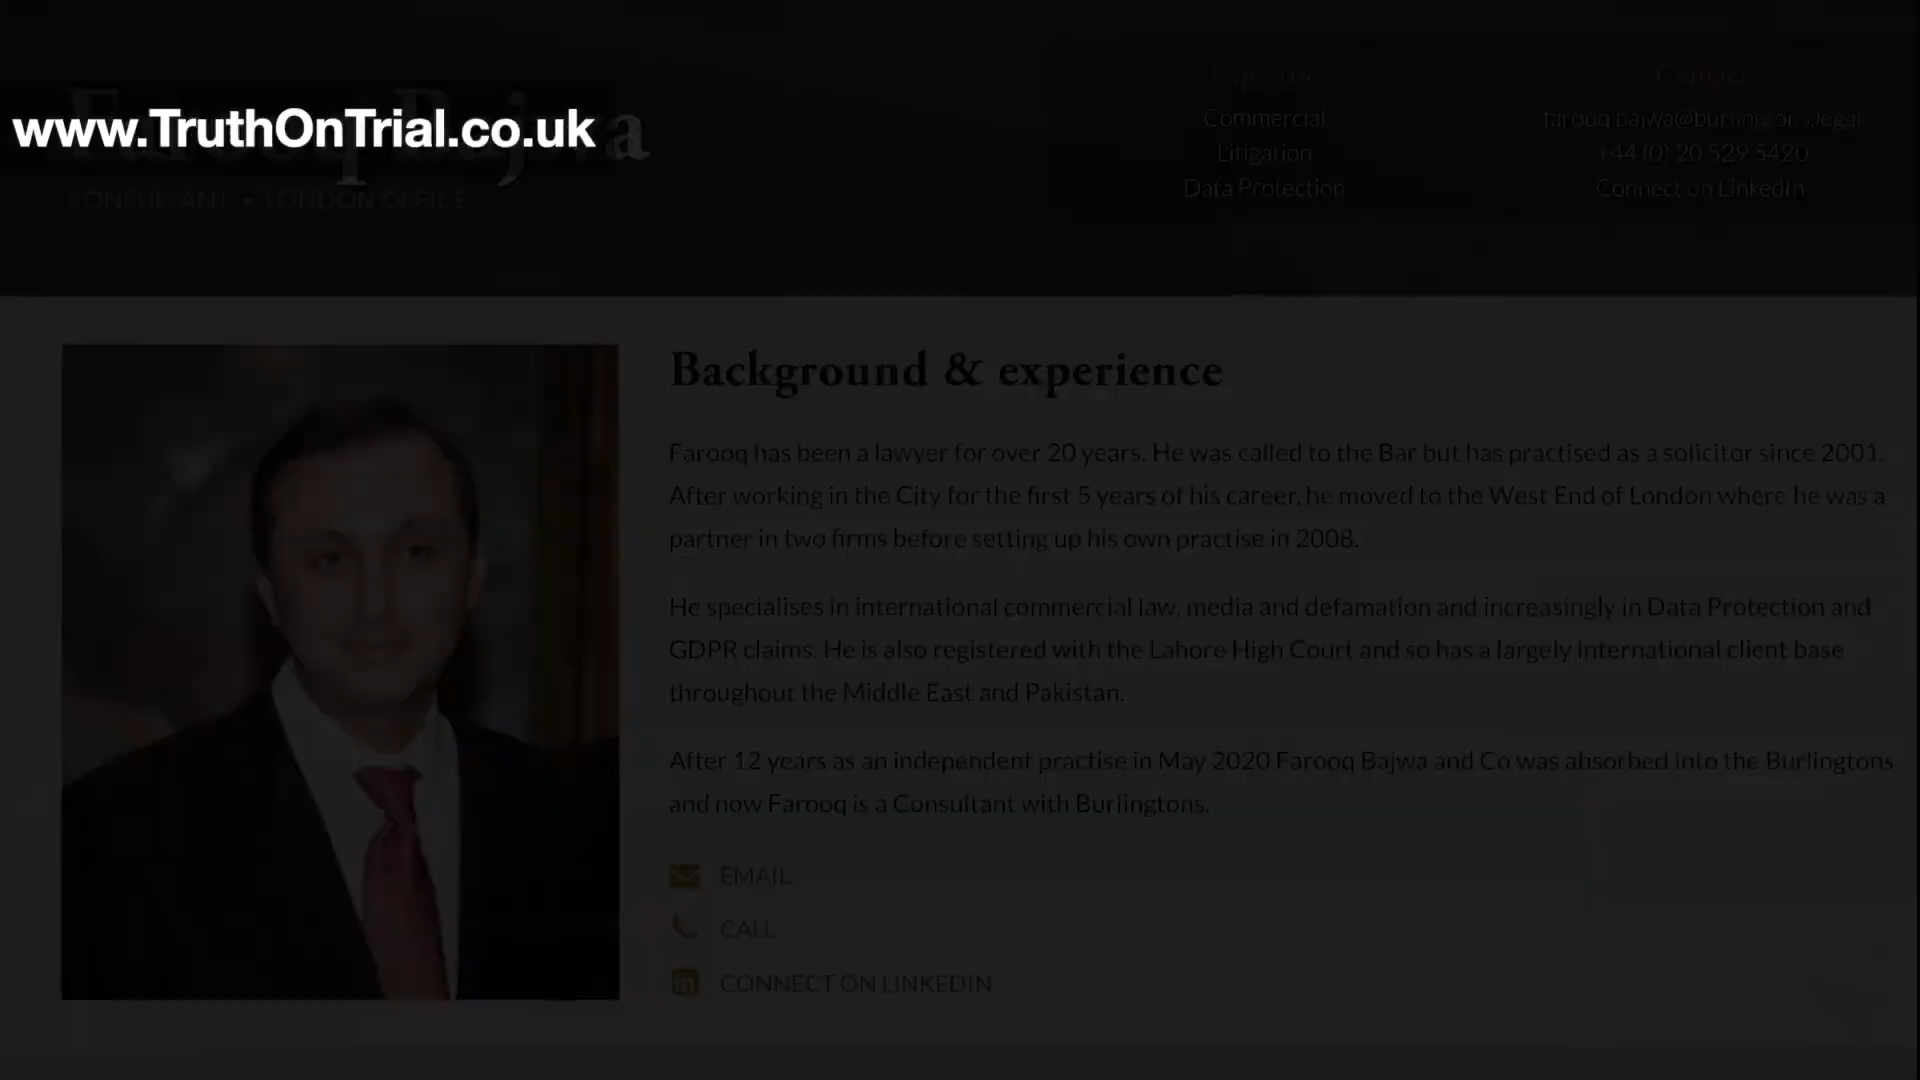 www.TruthOnTrial.co.uk
Farooq Bajwa
CONSULTANT • LONDON OFFICE
Commercial
Litigation
Data Protection
Contact
+44 (0) 20 529 5420
Connect on LinkedIn
Background & experience
Farooq has been a lawyer for over 20 years. He was called to the Bar but has practised as a solicitor since 2001.
After working in the City for the first 5 years of his career, he moved to the West End of London where he was a
partner in two firms before setting up his own practise in 2008.
He specialises in international commercial law, media and defamation and increasingly in Data Protection and
GDPR claims. He is also registered with the Lahore High Court and so has a largely international client base
throughout the Middle East and Pakistan.
After 12 years as an independent practise in May 2020 Farooq Bajwa and Co was absorbed into the Burlingtons
and now Farooq is a Consultant with Burlingtons.
EMAIL
CALL
CONNECT ON LINKEDIN